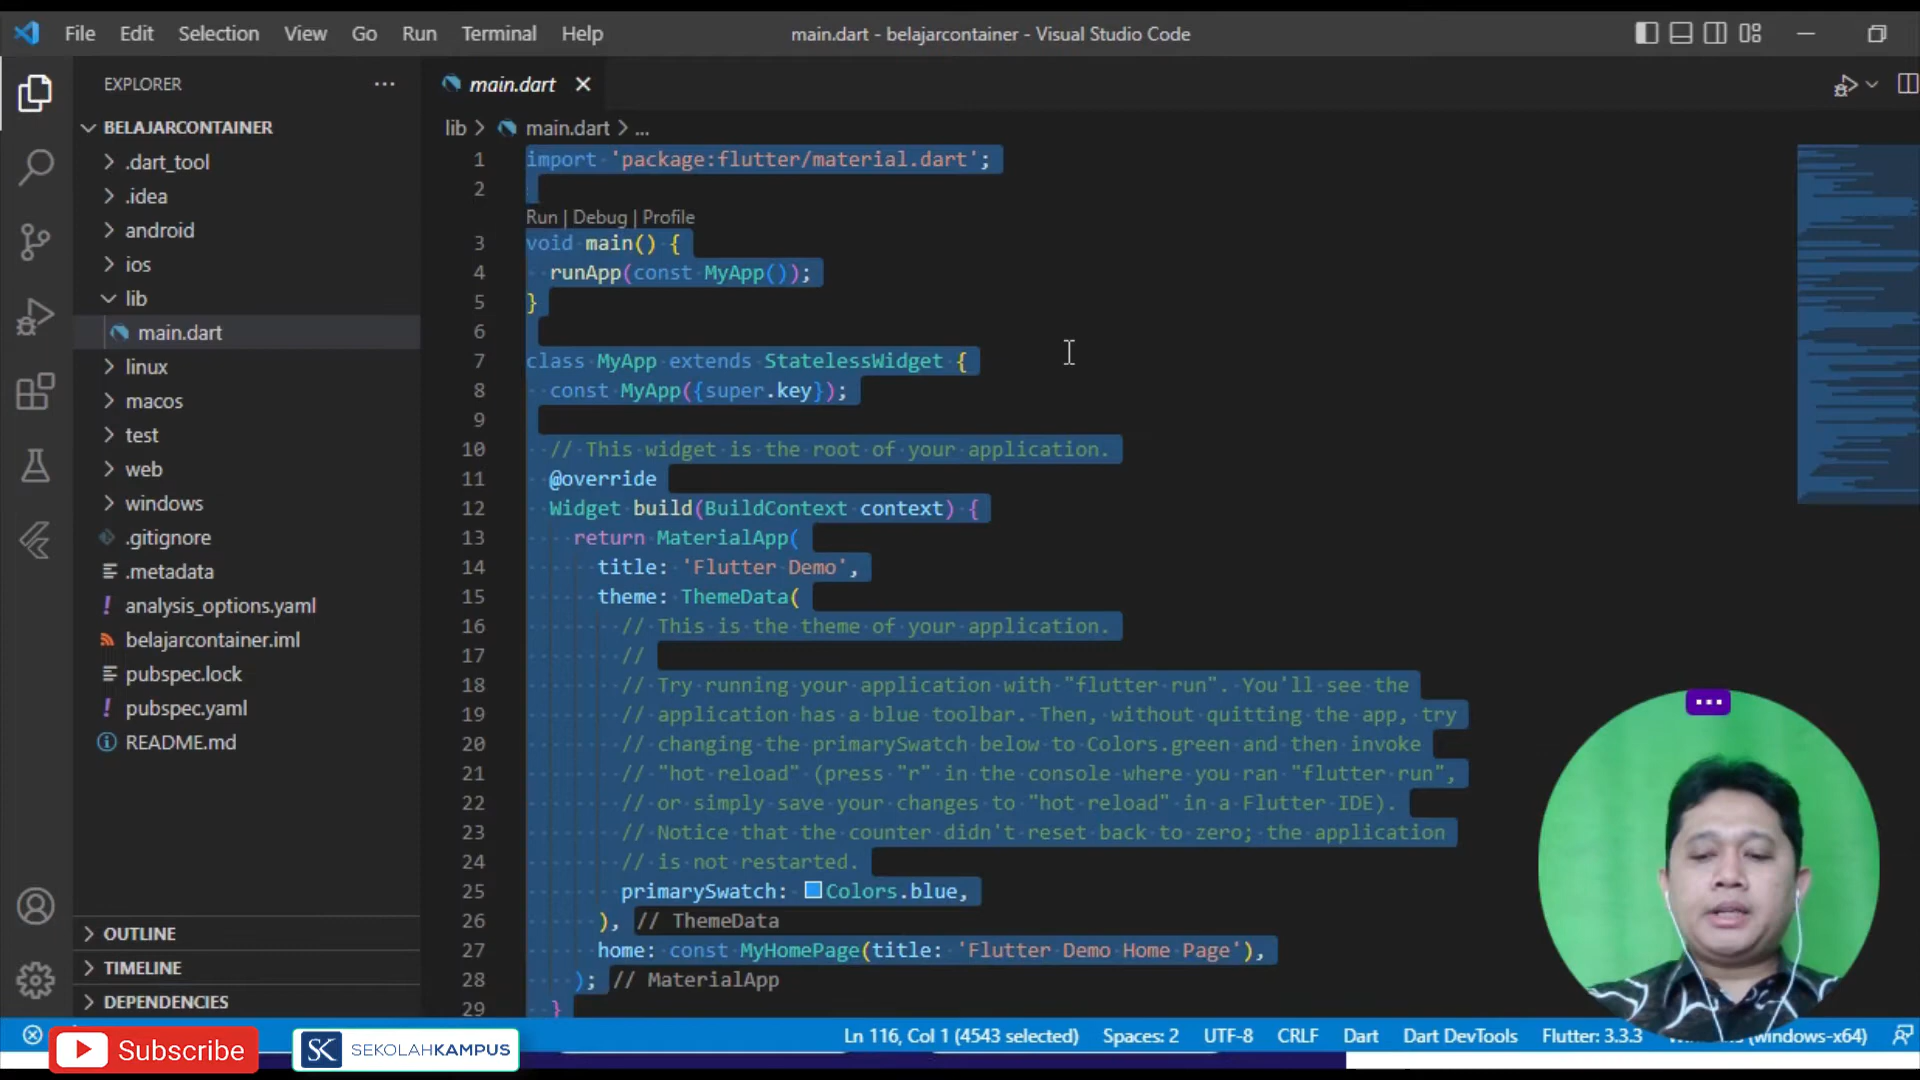 File Edit Selection View Go Run Terminal Help
main.dart - belajarcontainer - Visual Studio Code
EXPLORER
BELAJARCONTAINER
.dart_tool
.idea
android
ios
lib
main.dart
linux
macos
test
web
windows
.gitignore
.metadata
analysis_options.yaml
belajarcontainer.iml
pubspec.lock
pubspec.yaml
README.md
OUTLINE
TIMELINE
DEPENDENCIES
main.dart
lib > main.dart > ...
1 import 'package:flutter/material.dart';
2
Run | Debug | Profile
3 void main() {
4 runApp(const MyApp());
5 }
6
7 class MyApp extends StatelessWidget {
8 const MyApp({super.key});
9
10 // This widget is the root of your application.
11 @override
12 Widget build(BuildContext context) {
13 return MaterialApp(
14 title: 'Flutter Demo',
15 theme: ThemeData(
16 // This is the theme of your application.
17 //
18 // Try running your application with "flutter run". You'll see the
19 // application has a blue toolbar. Then, without quitting the app, try
20 // changing the primarySwatch below to Colors.green and then invoke
21 // "hot reload" (press "r" in the console where you ran "flutter run",
22 // or simply save your changes to "hot reload" in a Flutter IDE).
23 // Notice that the counter didn't reset back to zero; the application
24 // is not restarted.
25 primarySwatch: Colors.blue,
26 ), // ThemeData
27 home: const MyHomePage(title: 'Flutter Demo Home Page'),
28 ); // MaterialApp
29 }
Ln 116, Col 1 (4543 selected) Spaces: 2 UTF-8 CRLF Dart Dart DevTools Flutter: 3.3.3 (windows-x64)
Subscribe
SK SEKOLAHKAMPUS